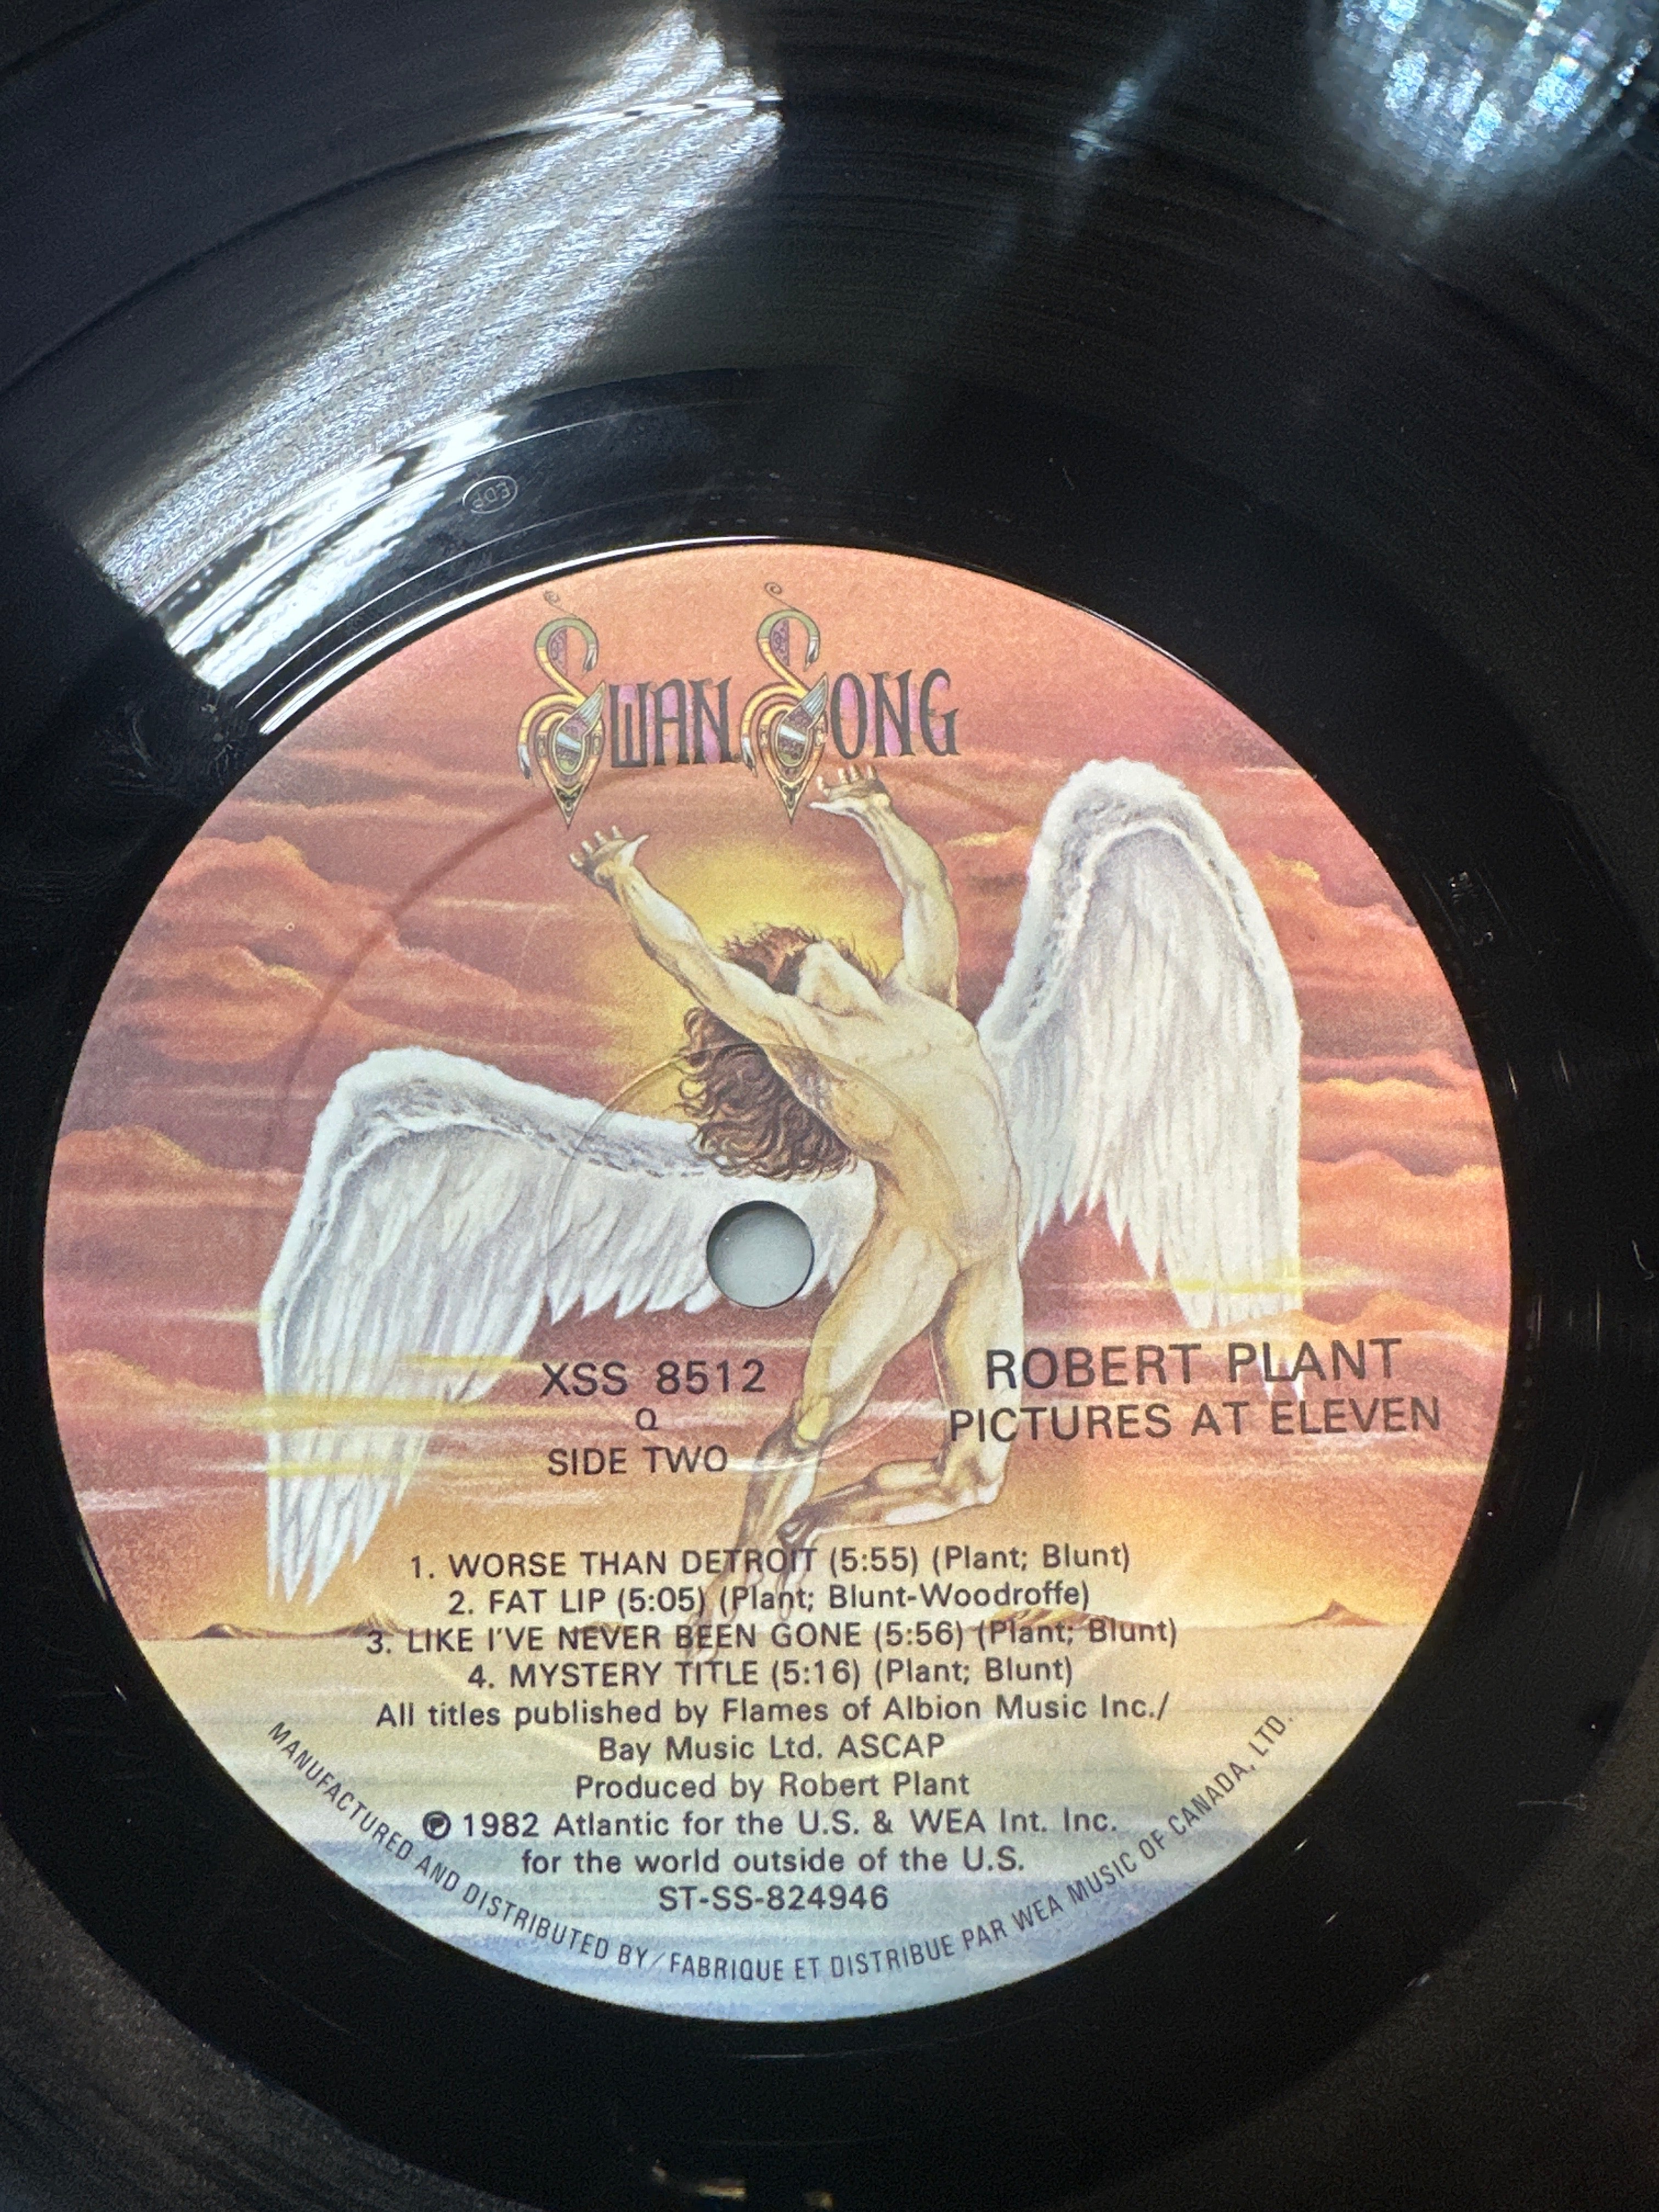 SWAN SONG
XSS 8512
Q
SIDE TWO
ROBERT PLANT
PICTURES AT ELEVEN
1. WORSE THAN DETROIT (5:55) (Plant; Blunt)
2. FAT LIP (5:05) (Plant; Blunt-Woodroffe)
3. LIKE I'VE NEVER BEEN GONE (5:56) (Plant; Blunt)
4. MYSTERY TITLE (5:16) (Plant; Blunt)
All titles published by Flames of Albion Music Inc./
Bay Music Ltd. ASCAP
Produced by Robert Plant
℗ 1982 Atlantic for the U.S. & WEA Int. Inc.
for the world outside of the U.S.
ST-SS-824946
MANUFACTURED AND DISTRIBUTED BY/FABRIQUE ET DISTRIBUE PAR WEA MUSIC OF CANADA, LTD.